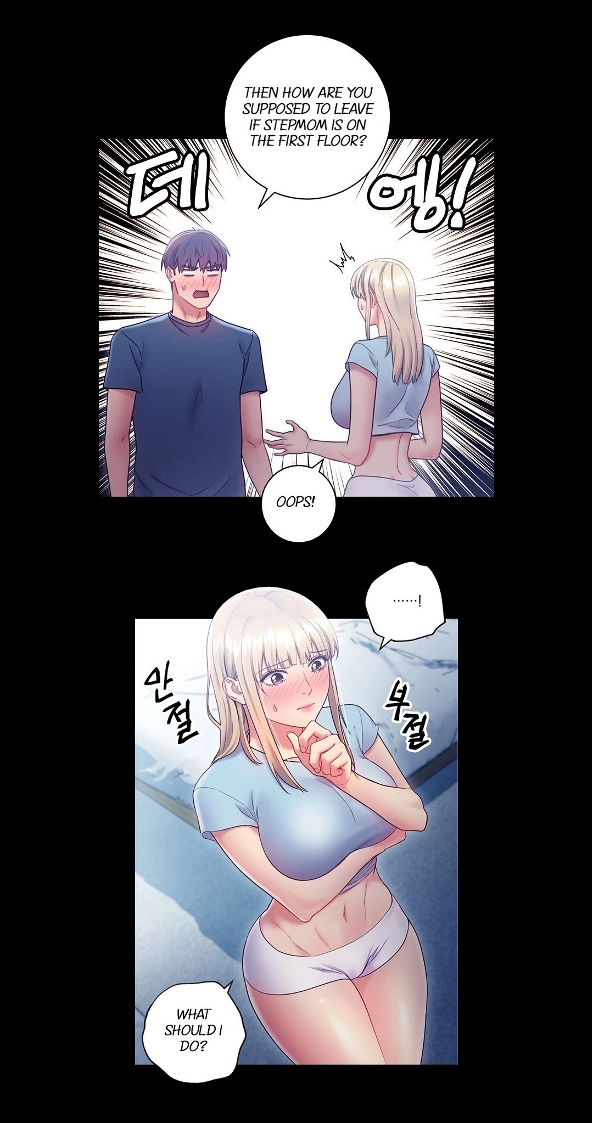 THEN HOW ARE YOU
SUPPOSED TO LEAVE
IF STEPMOM IS ON
THE FIRST FLOOR?
데 엥!
OOPS!
......!
안절
부절
WHAT
SHOULD I
DO?